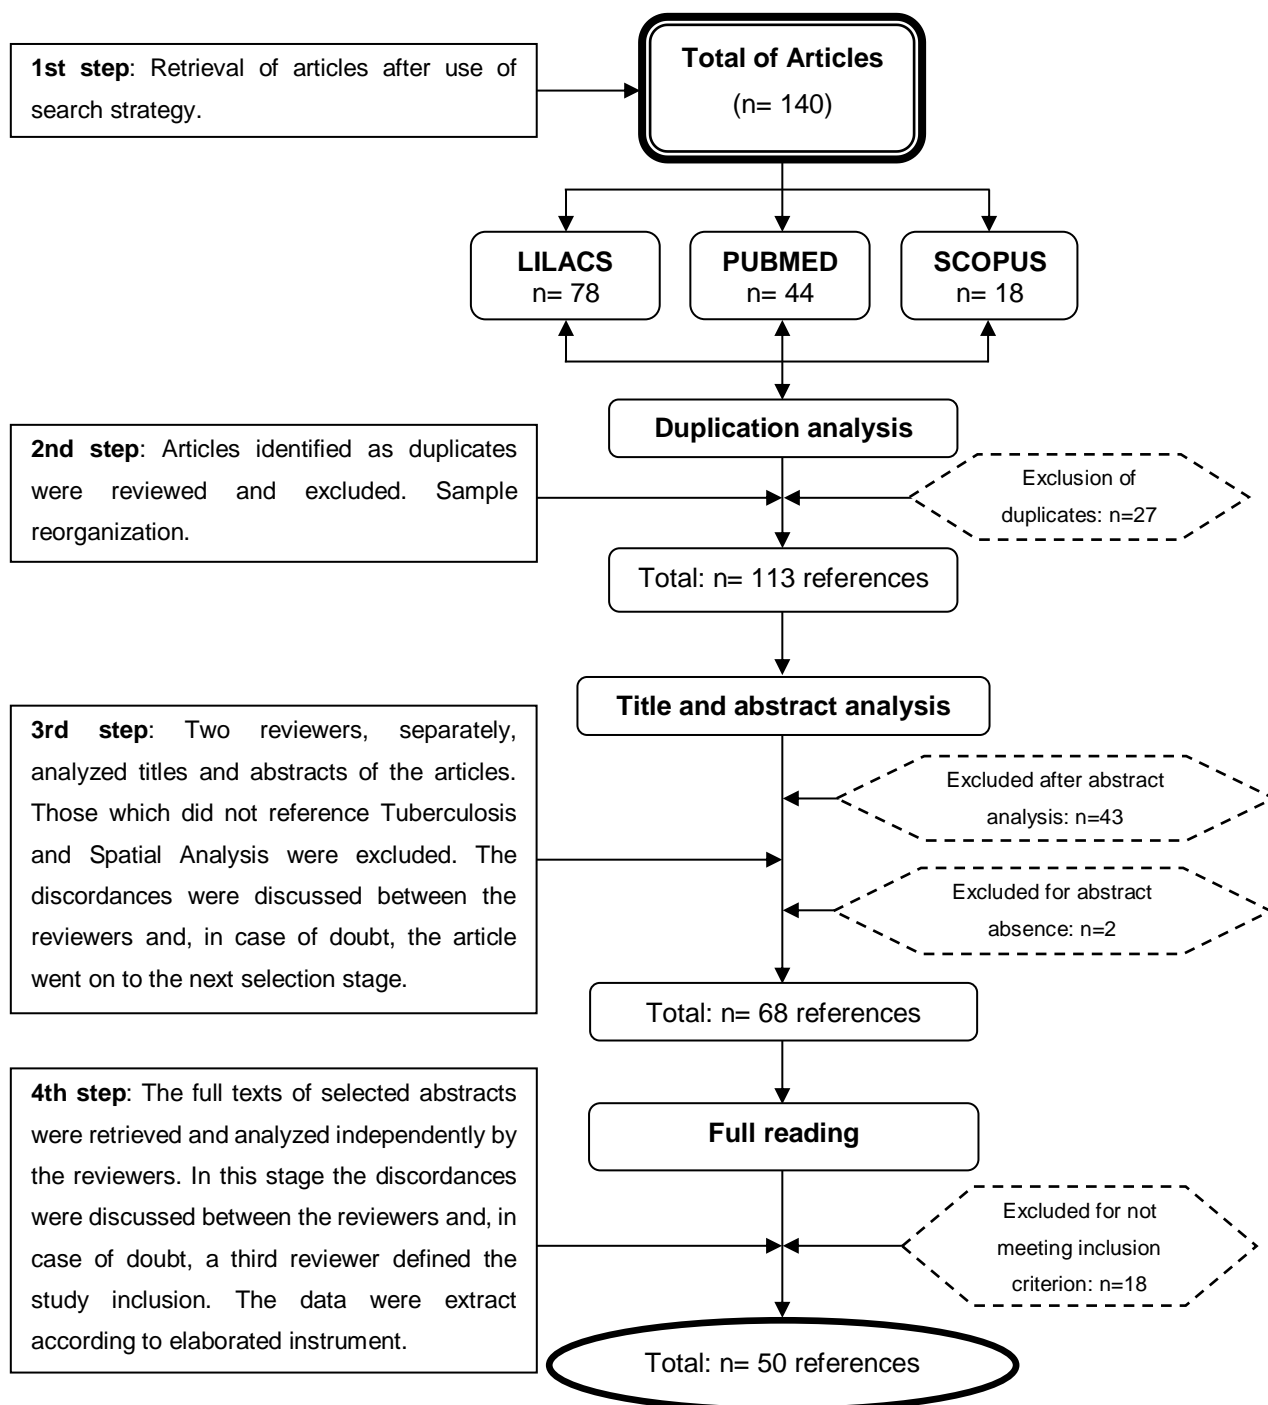 1st step: Retrieval of articles after use of
search strategy.
Total of Articles
(n= 140)
LILACS
n= 78
PUBMED
n= 44
SCOPUS
n= 18
Duplication analysis
2nd step: Articles identified as duplicates
were reviewed and excluded. Sample
reorganization.
Exclusion of
duplicates: n=27
Total: n= 113 references
Title and abstract analysis
3rd step: Two reviewers, separately,
analyzed titles and abstracts of the articles.
Those which did not reference Tuberculosis
and Spatial Analysis were excluded. The
discordances were discussed between the
reviewers and, in case of doubt, the article
went on to the next selection stage.
Excluded after abstract
analysis: n=43
Excluded for abstract
absence: n=2
Total: n= 68 references
4th step: The full texts of selected abstracts
were retrieved and analyzed independently by
the reviewers. In this stage the discordances
were discussed between the reviewers and, in
case of doubt, a third reviewer defined the
study inclusion. The data were extract
according to elaborated instrument.
Full reading
Excluded for not
meeting inclusion
criterion: n=18
Total: n= 50 references